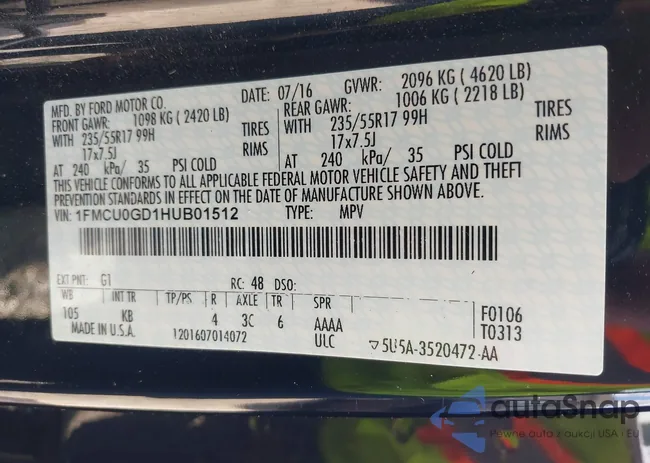 MFD. BY FORD MOTOR CO. DATE: 07/16 GVWR: 2096 KG ( 4620 LB)
FRONT GAWR: 1098 KG ( 2420 LB) REAR GAWR: 1006 KG ( 2218 LB)
WITH 235/55R17 99H TIRES WITH 235/55R17 99H TIRES
17x7.5J RIMS 17x7.5J RIMS
AT 240 kPa/ 35 PSI COLD AT 240 kPa/ 35 PSI COLD
THIS VEHICLE CONFORMS TO ALL APPLICABLE FEDERAL MOTOR VEHICLE SAFETY AND THEFT
PREVENTION STANDARDS IN EFFECT ON THE DATE OF MANUFACTURE SHOWN ABOVE.
VIN: 1FMCU0GD1HUB01512 TYPE: MPV
EXT PNT: G1 RC: 48 DSO:
WB INT TR TP/PS R AXLE TR SPR
105 KB 4 3C 6 AAAA F0106
MADE IN U.S.A. 1201607014072 ULC T0313
5U5A-3520472-AA
autoSnap
Pewne auta z aukcji USA i EU